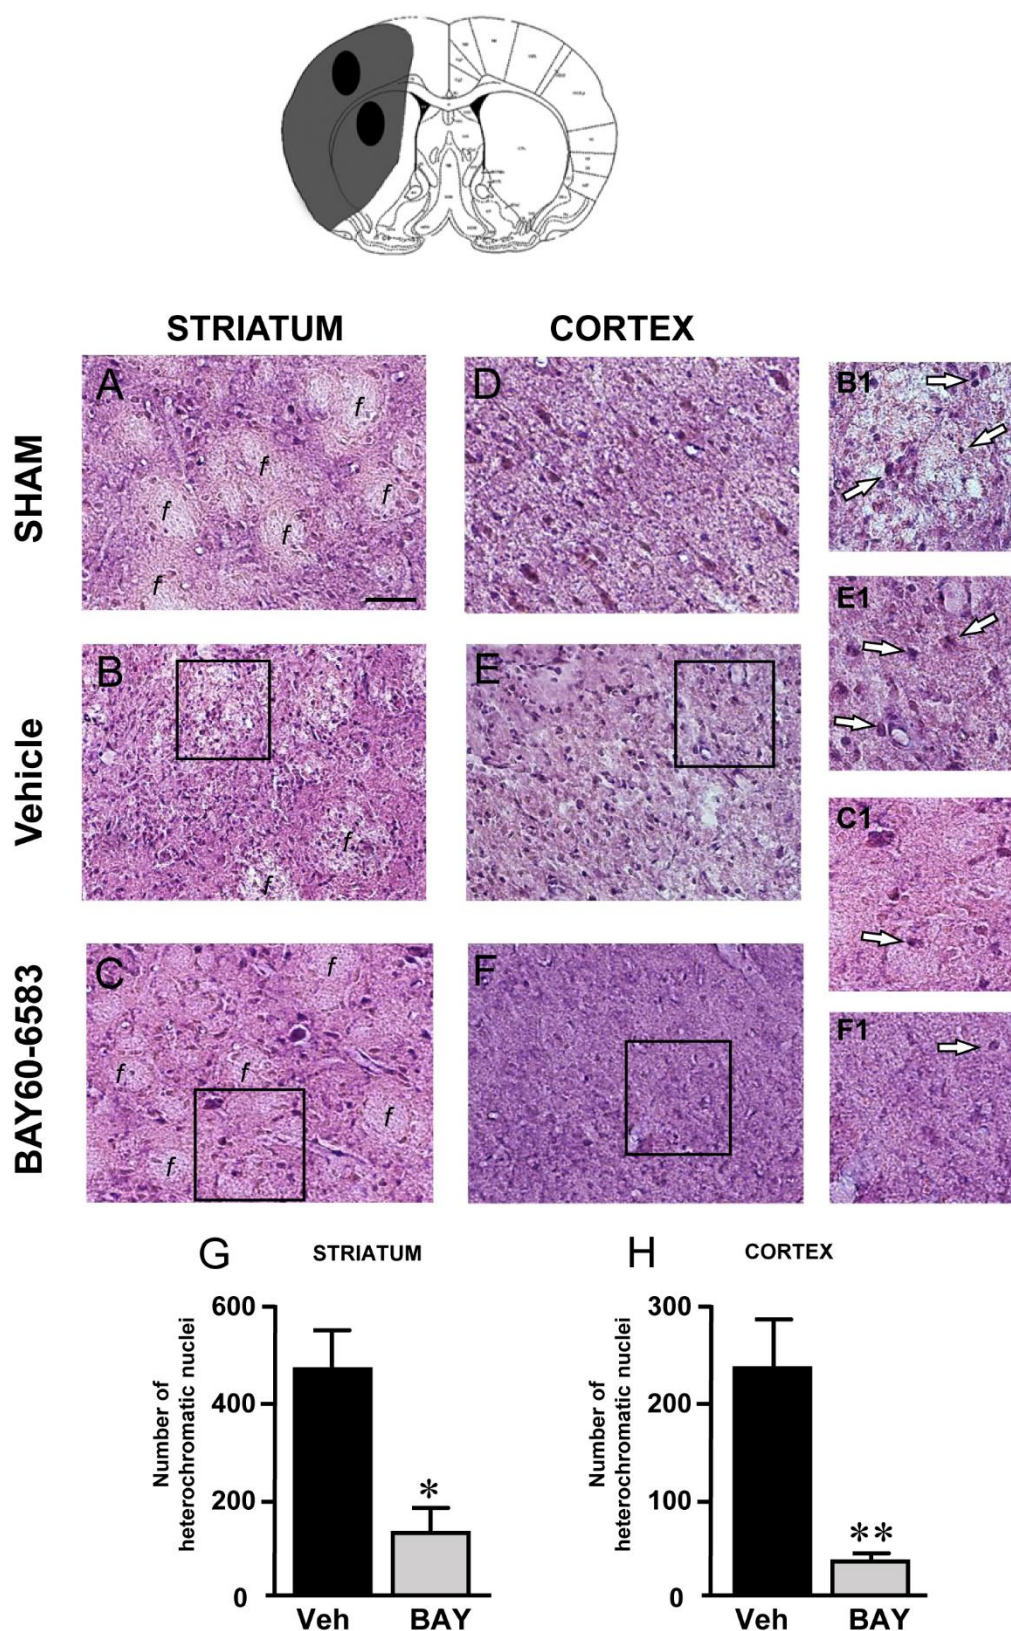 STRIATUM CORTEX
SHAM
A
f
f
f
f
f
f
D
B1
Vehicle
B
f
f
E
E1
BAY60-6583
C
f
f
f
f
f
F
C1
F1
G STRIATUM
Number of
heterochromatic nuclei
600
400
200
0
*
Veh BAY
H CORTEX
Number of
heterochromatic nuclei
300
200
100
0
**
Veh BAY